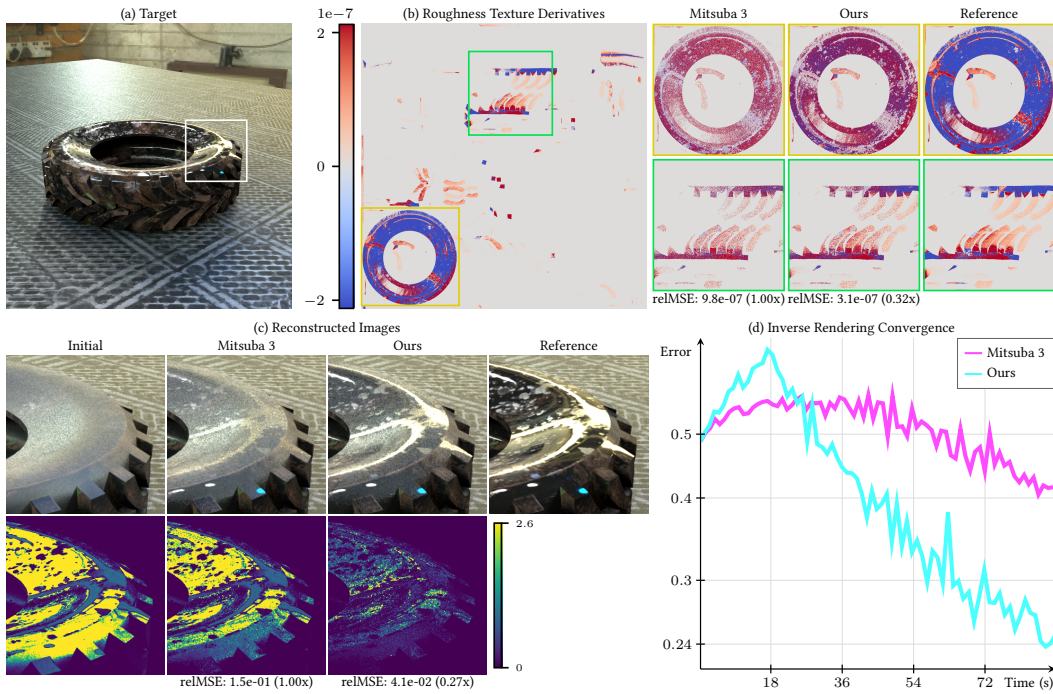 (a) Target
1e−7
(b) Roughness Texture Derivatives
Mitsuba 3
Ours
Reference
2
0
−2
relMSE: 9.8e-07 (1.00x)
relMSE: 3.1e-07 (0.32x)
(c) Reconstructed Images
Initial
Mitsuba 3
Ours
Reference
2.6
0
relMSE: 1.5e-01 (1.00x)
relMSE: 4.1e-02 (0.27x)
(d) Inverse Rendering Convergence
Error
Mitsuba 3
Ours
0.5
0.4
0.3
0.24
18
36
54
72
Time (s)